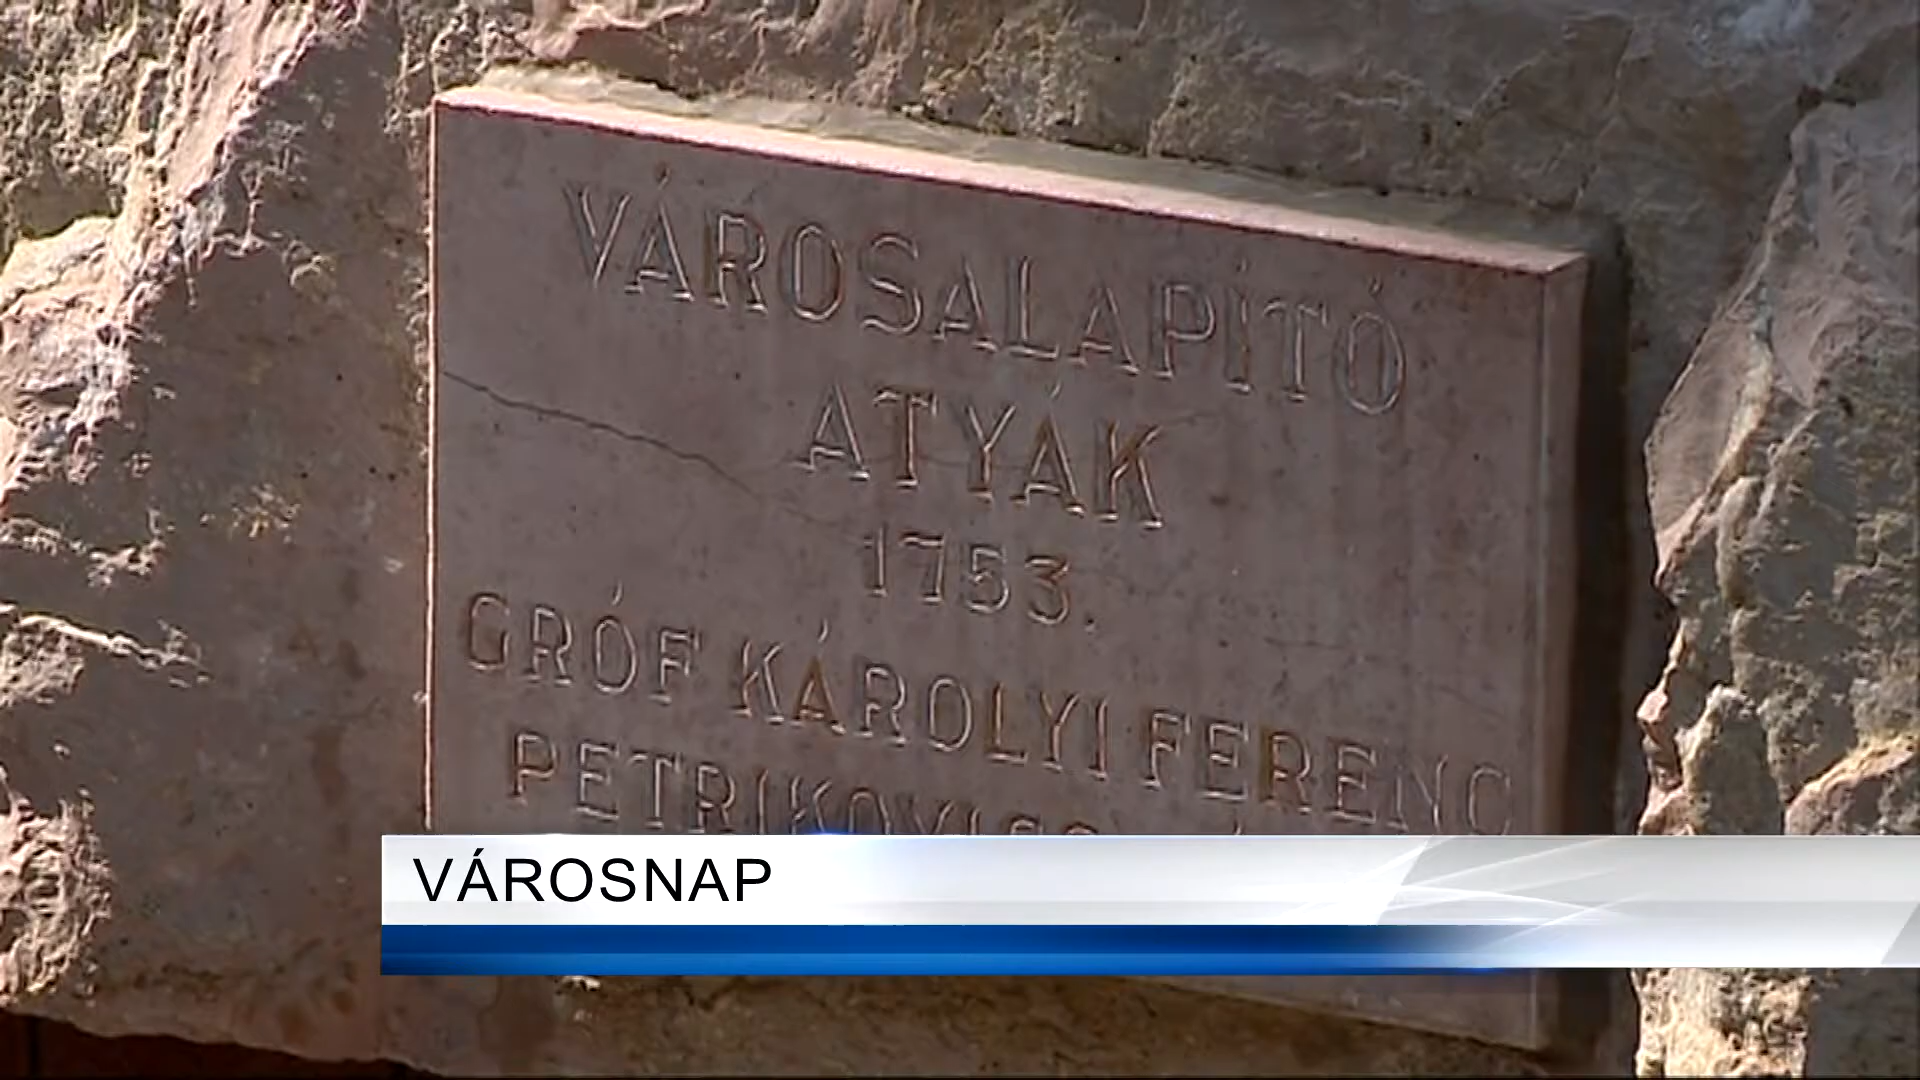 VÁROSALAPÍTÓ
ATYÁK
1753.
GRÓF KÁROLYI FERENC
VÁROSNAP